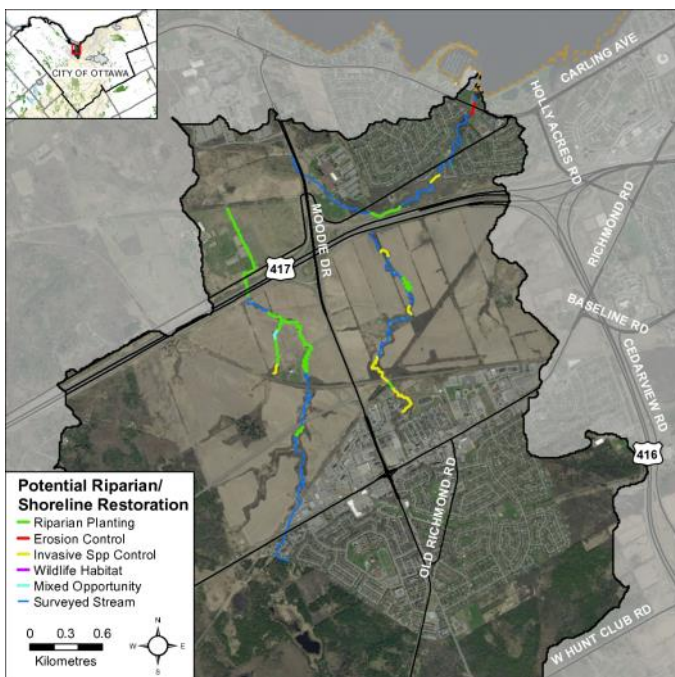 CITY OF OTTAWA
CARLING AVE
HOLLY ACRES RD
RICHMOND RD
MOODIE DR
417
BASELINE RD
CEDARVIEW RD
416
OLD RICHMOND RD
W HUNT CLUB RD
Potential Riparian/
Shoreline Restoration
Riparian Planting
Erosion Control
Invasive Spp Control
Wildlife Habitat
Mixed Opportunity
Surveyed Stream
0 0.3 0.6
Kilometres
N
W E
S